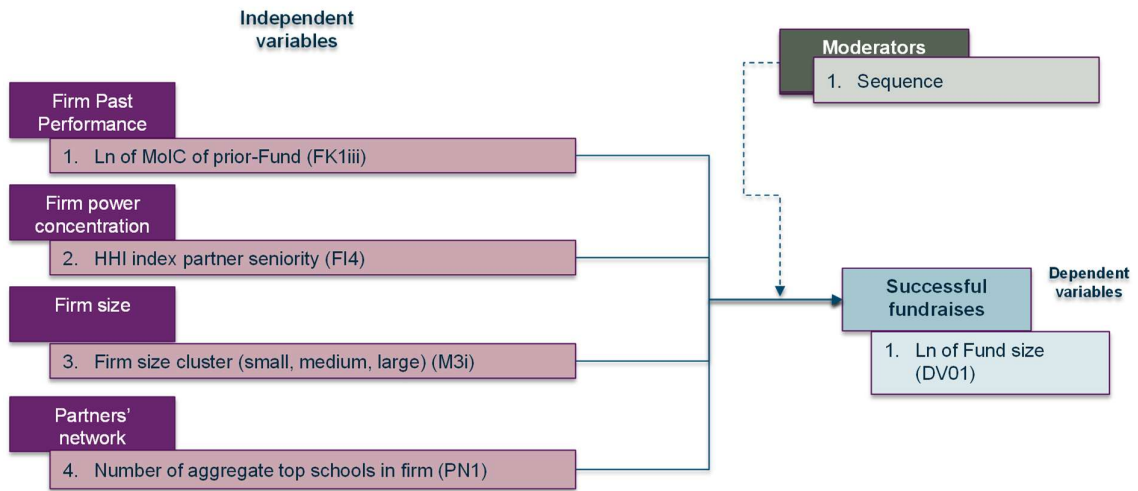 Independent
variables
Moderators
1. Sequence
Firm Past
Performance
1. Ln of MoIC of prior-Fund (FK1iii)
Firm power
concentration
2. HHI index partner seniority (FI4)
Firm size
3. Firm size cluster (small, medium, large) (M3i)
Partners'
network
4. Number of aggregate top schools in firm (PN1)
Successful
fundraises
1. Ln of Fund size
(DV01)
Dependent
variables